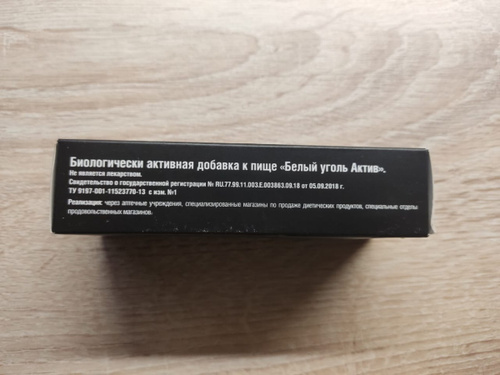 Биологически активная добавка к пище «Белый уголь Актив».
Не является лекарством.
Свидетельство о государственной регистрации № RU.77.99.11.003.E.003863.09.18 от 05.09.2018 г.
ТУ 9197-001-11523770-13 с изм. №1
Реализация: через аптечные учреждения, специализированные магазины по продаже диетических продуктов, специальные отделы
продовольственных магазинов.